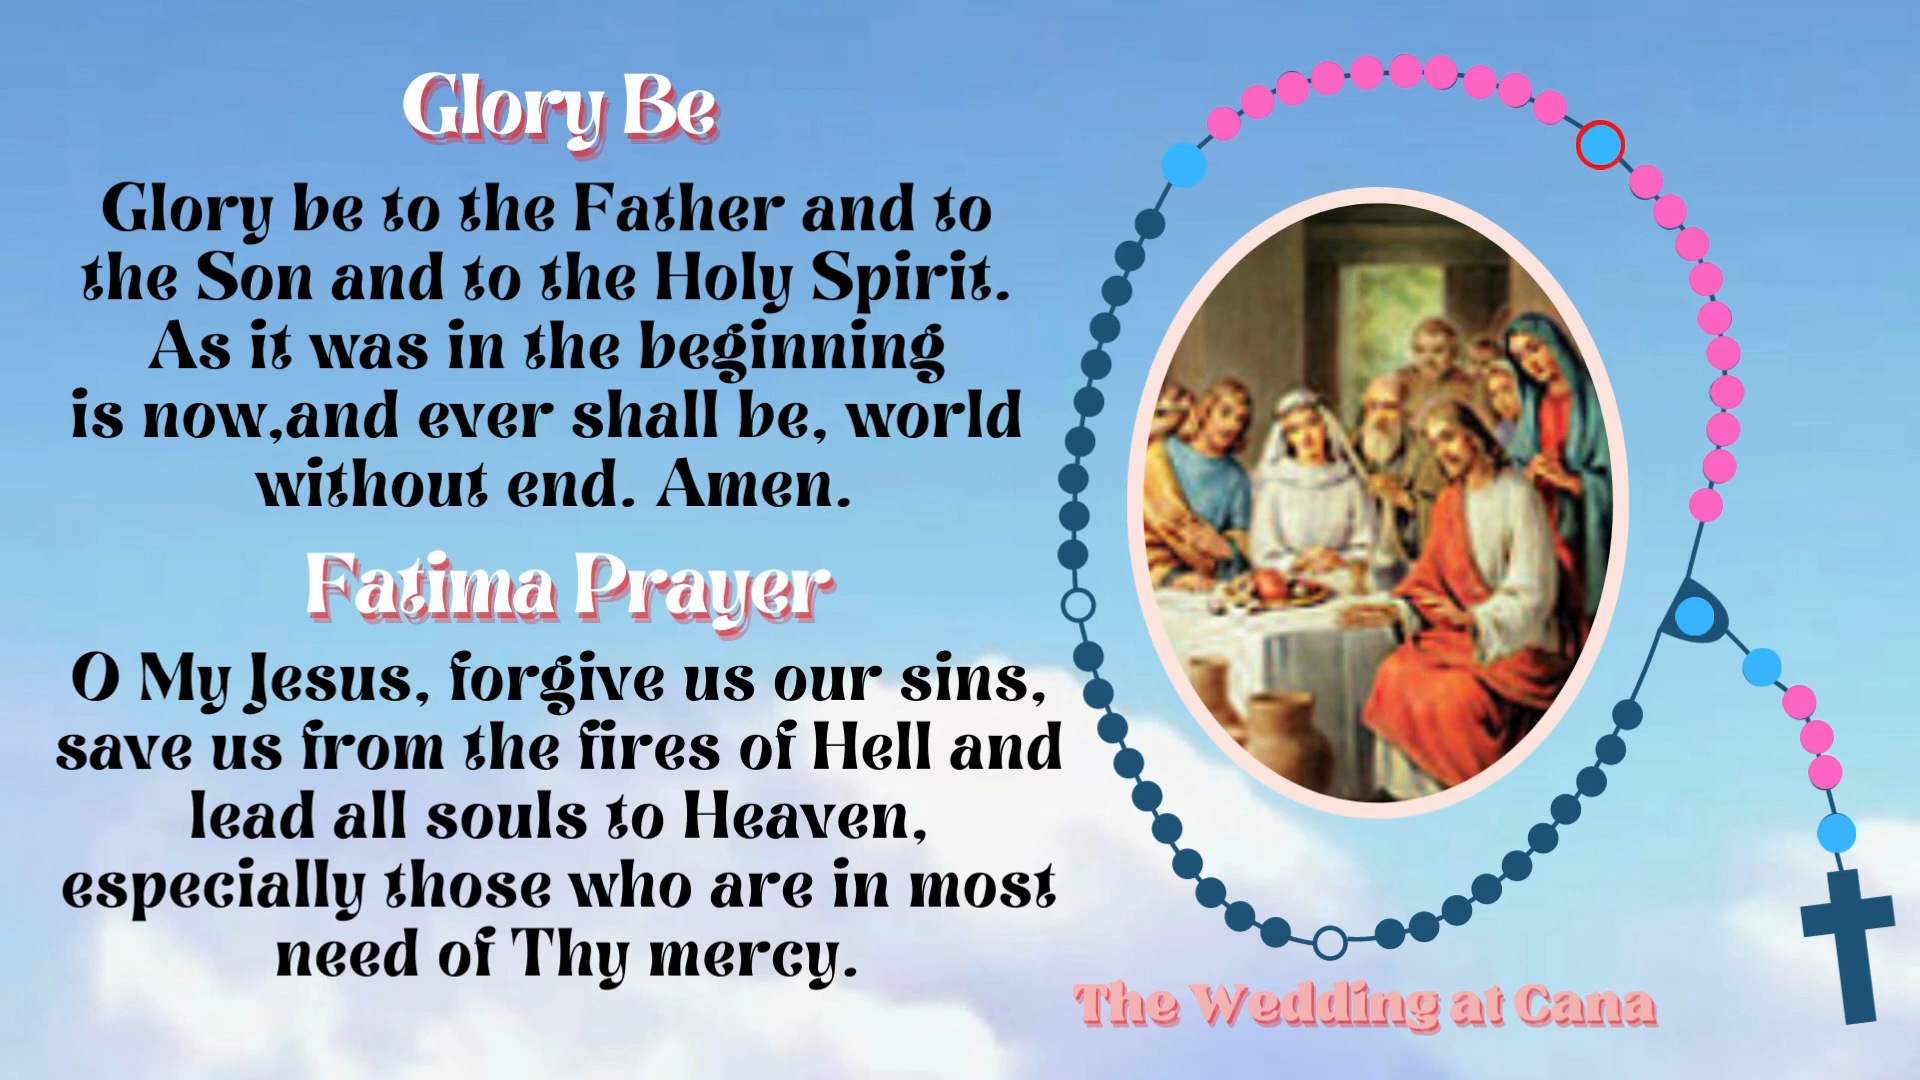 Glory Be
Glory be to the Father and to
the Son and to the Holy Spirit.
As it was in the beginning
is now,and ever shall be, world
without end. Amen.
Fatima Prayer
O My Jesus, forgive us our sins,
save us from the fires of Hell and
lead all souls to Heaven,
especially those who are in most
need of Thy mercy.
The Wedding at Cana